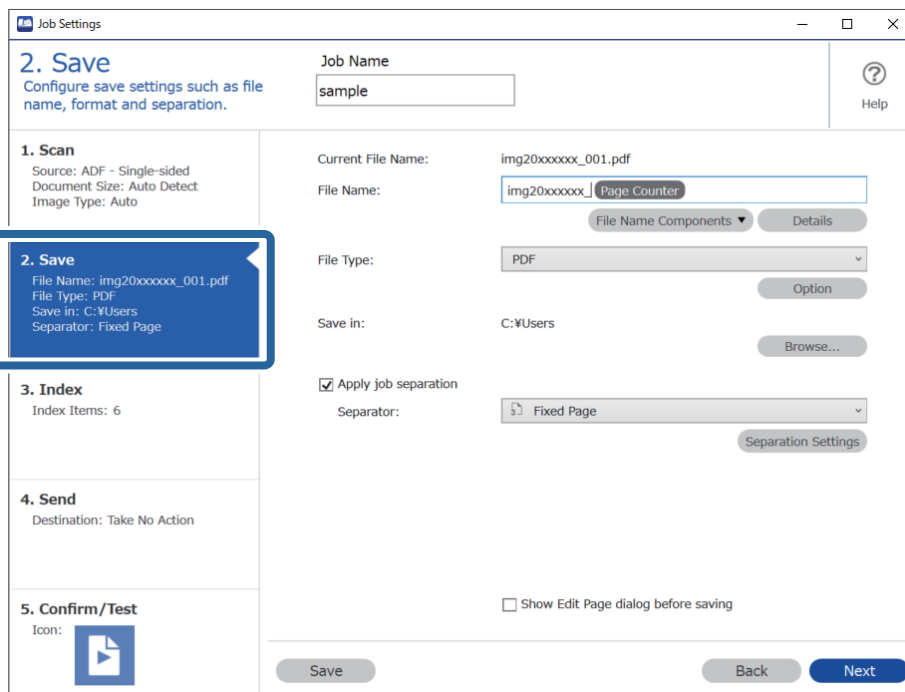 Job Settings
2. Save
Configure save settings such as file
name, format and separation.
Job Name
sample
Help
1. Scan
Source: ADF - Single-sided
Document Size: Auto Detect
Image Type: Auto
2. Save
File Name: img20xxxxxx_001.pdf
File Type: PDF
Save in: C:¥Users
Separator: Fixed Page
3. Index
Index Items: 6
4. Send
Destination: Take No Action
5. Confirm/Test
Icon:
Current File Name: img20xxxxxx_001.pdf
File Name: img20xxxxxx_ Page Counter
File Name Components ▼ Details
File Type: PDF
Option
Save in: C:¥Users
Browse...
Apply job separation
Separator: Fixed Page
Separation Settings
Show Edit Page dialog before saving
Save Back Next